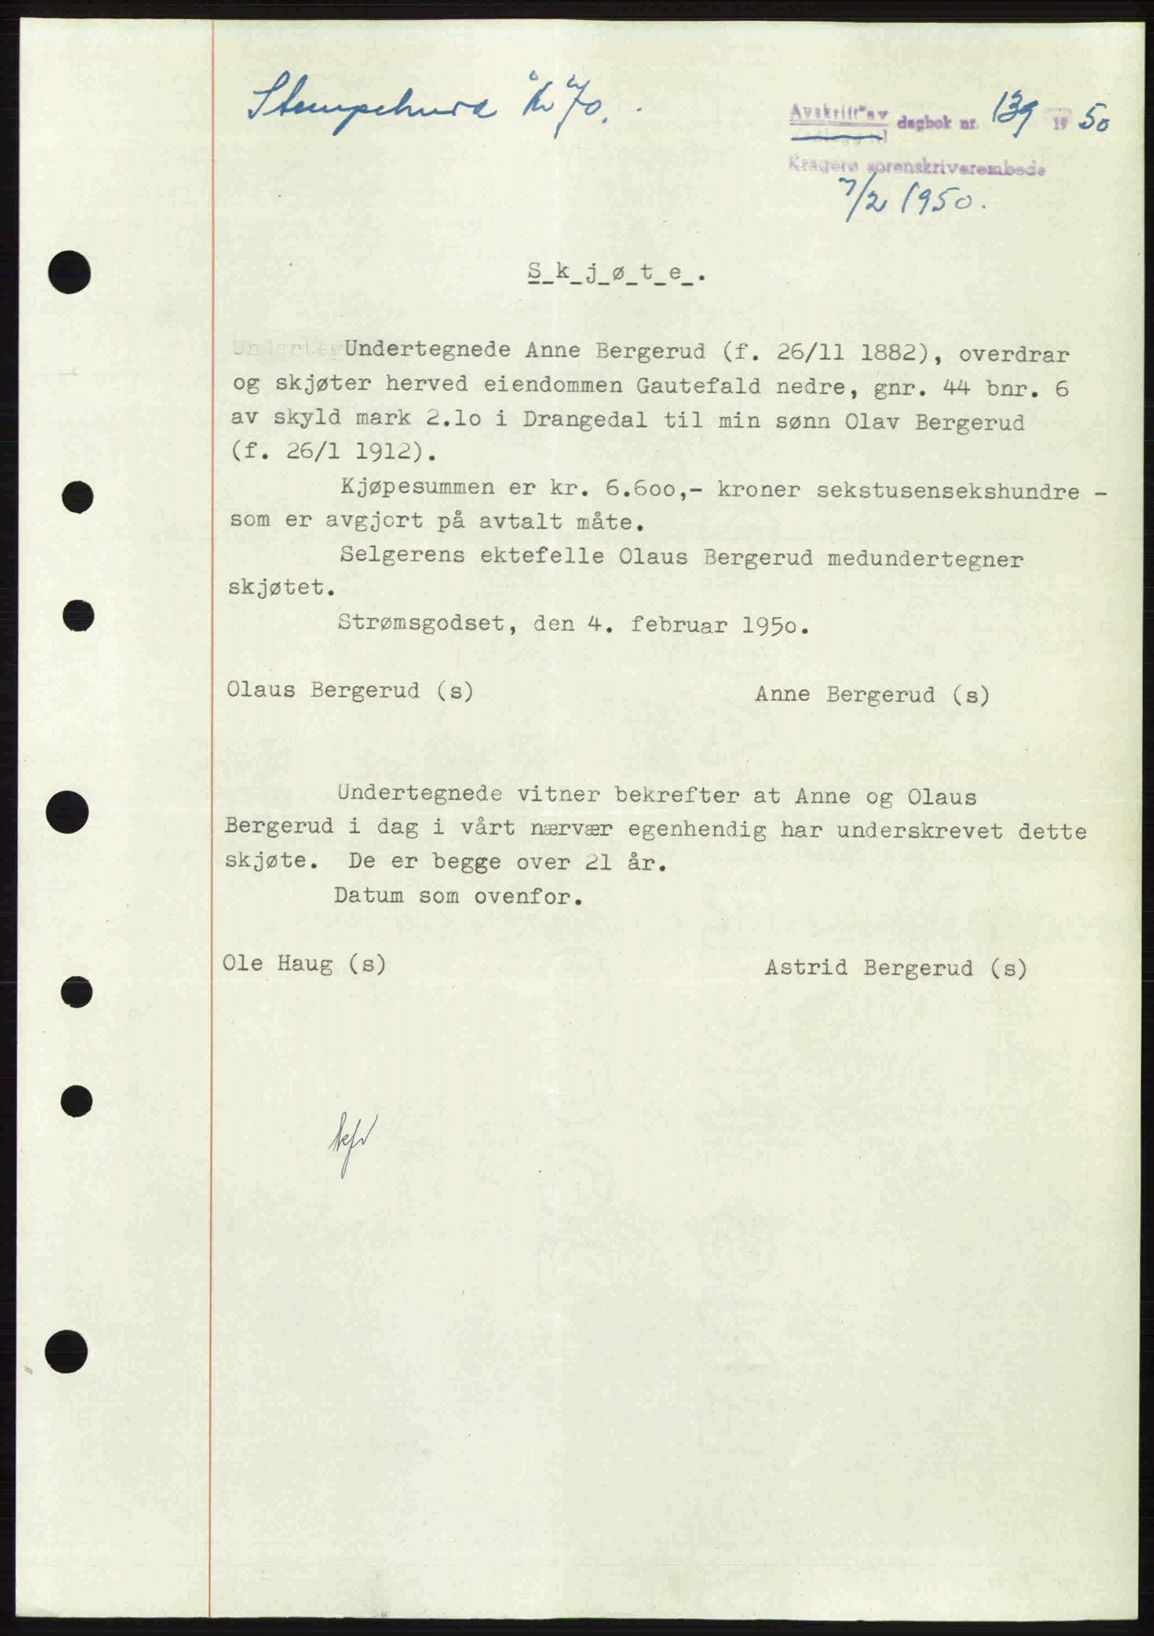 Stempelmerke kr 70.
Avskrift av dagbok nr. 139 1950
Kragerø sorenskriverembede
7/2 1950.
S k j ø t e .
Undertegnede Anne Bergerud (f. 26/11 1882), overdrar
og skjøter herved eiendommen Gautefald nedre, gnr. 44 bnr. 6
av skyld mark 2.lo i Drangedal til min sønn Olav Bergerud
(f. 26/1 1912).
Kjøpesummen er kr. 6.6oo,- kroner sekstusensekshundre -
som er avgjort på avtalt måte.
Selgerens ektefelle Olaus Bergerud medundertegner
skjøtet.
Strømsgodset, den 4. februar 195o.
Olaus Bergerud (s) Anne Bergerud (s)
Undertegnede vitner bekrefter at Anne og Olaus
Bergerud i dag i vårt nærvær egenhendig har underskrevet dette
skjøte. De er begge over 21 år.
Datum som ovenfor.
Ole Haug (s) Astrid Bergerud (s)